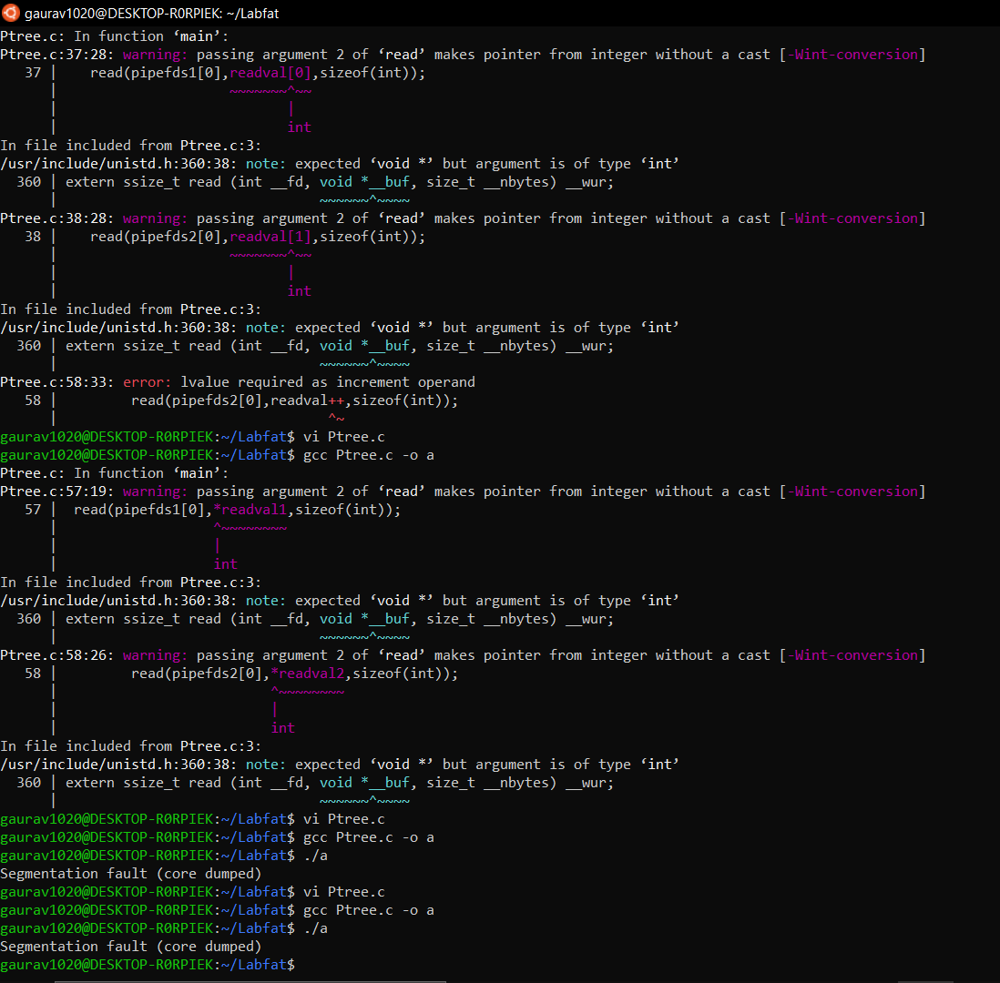 gaurav1020@DESKTOP-R0RPIEK: ~/Labfat
Ptree.c: In function ‘main’:
Ptree.c:37:28: warning: passing argument 2 of ‘read’ makes pointer from integer without a cast [-Wint-conversion]
   37 |    read(pipefds1[0],readval[0],sizeof(int));
      |                     ~~~~~~~^~~
      |                            |
      |                            int
In file included from Ptree.c:3:
/usr/include/unistd.h:360:38: note: expected ‘void *’ but argument is of type ‘int’
  360 | extern ssize_t read (int __fd, void *__buf, size_t __nbytes) __wur;
      |                                ~~~~~~^~~~~
Ptree.c:38:28: warning: passing argument 2 of ‘read’ makes pointer from integer without a cast [-Wint-conversion]
   38 |    read(pipefds2[0],readval[1],sizeof(int));
      |                     ~~~~~~~^~~
      |                            |
      |                            int
In file included from Ptree.c:3:
/usr/include/unistd.h:360:38: note: expected ‘void *’ but argument is of type ‘int’
  360 | extern ssize_t read (int __fd, void *__buf, size_t __nbytes) __wur;
      |                                ~~~~~~^~~~~
Ptree.c:58:33: error: lvalue required as increment operand
   58 |         read(pipefds2[0],readval++,sizeof(int));
      |                                 ^~
gaurav1020@DESKTOP-R0RPIEK:~/Labfat$ vi Ptree.c
gaurav1020@DESKTOP-R0RPIEK:~/Labfat$ gcc Ptree.c -o a
Ptree.c: In function ‘main’:
Ptree.c:57:19: warning: passing argument 2 of ‘read’ makes pointer from integer without a cast [-Wint-conversion]
   57 |  read(pipefds1[0],*readval1,sizeof(int));
      |                   ^~~~~~~~~
      |                   |
      |                   int
In file included from Ptree.c:3:
/usr/include/unistd.h:360:38: note: expected ‘void *’ but argument is of type ‘int’
  360 | extern ssize_t read (int __fd, void *__buf, size_t __nbytes) __wur;
      |                                ~~~~~~^~~~~
Ptree.c:58:26: warning: passing argument 2 of ‘read’ makes pointer from integer without a cast [-Wint-conversion]
   58 |         read(pipefds2[0],*readval2,sizeof(int));
      |                          ^~~~~~~~~
      |                          |
      |                          int
In file included from Ptree.c:3:
/usr/include/unistd.h:360:38: note: expected ‘void *’ but argument is of type ‘int’
  360 | extern ssize_t read (int __fd, void *__buf, size_t __nbytes) __wur;
      |                                ~~~~~~^~~~~
gaurav1020@DESKTOP-R0RPIEK:~/Labfat$ vi Ptree.c
gaurav1020@DESKTOP-R0RPIEK:~/Labfat$ gcc Ptree.c -o a
gaurav1020@DESKTOP-R0RPIEK:~/Labfat$ ./a
Segmentation fault (core dumped)
gaurav1020@DESKTOP-R0RPIEK:~/Labfat$ vi Ptree.c
gaurav1020@DESKTOP-R0RPIEK:~/Labfat$ gcc Ptree.c -o a
gaurav1020@DESKTOP-R0RPIEK:~/Labfat$ ./a
Segmentation fault (core dumped)
gaurav1020@DESKTOP-R0RPIEK:~/Labfat$